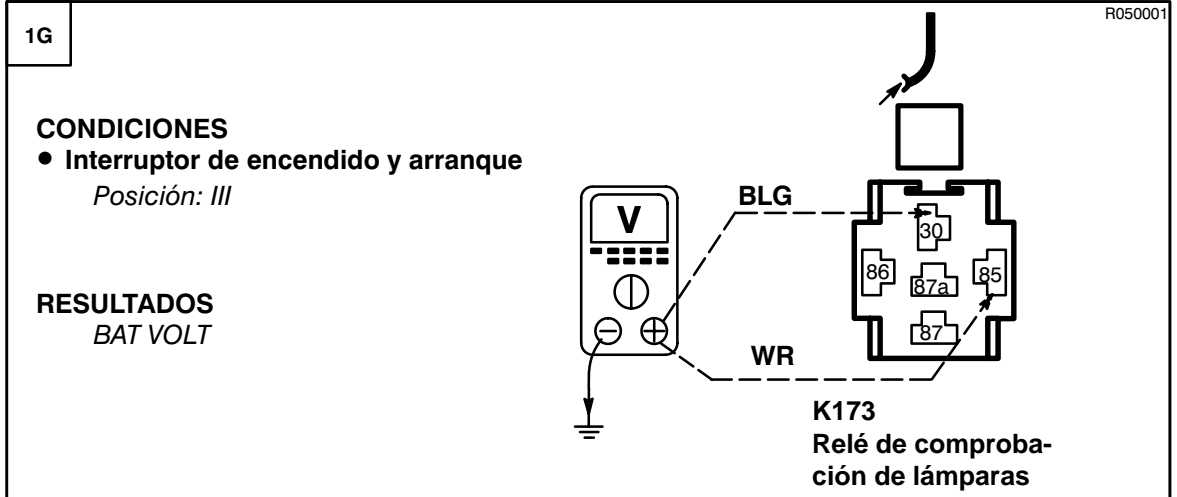 R050001
1G
CONDICIONES
● Interruptor de encendido y arranque
Posición: III
RESULTADOS
BAT VOLT
V
BLG
WR
30
86
87a
85
87
K173
Relé de comproba-
ción de lámparas